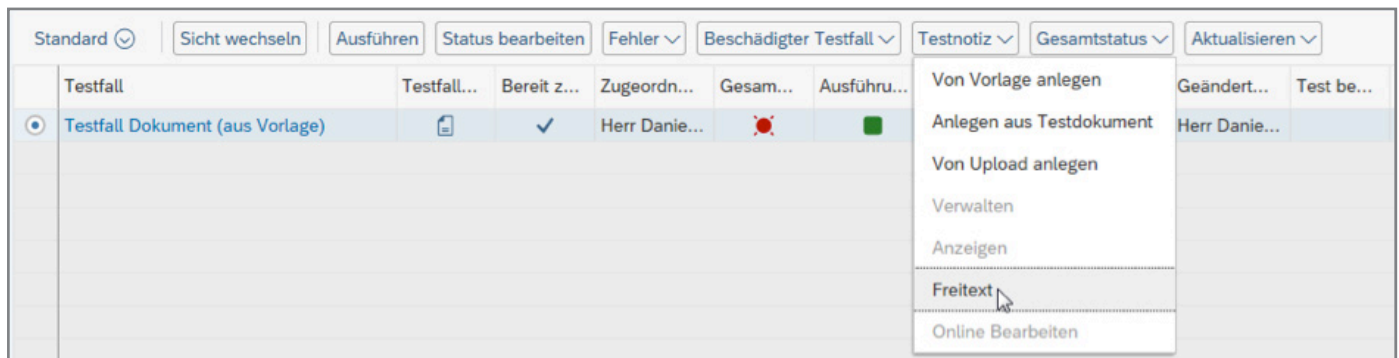 Standard Sicht wechseln Ausführen Status bearbeiten Fehler Beschädigter Testfall Testnotiz Gesamtstatus Aktualisieren
Testfall Testfall... Bereit z... Zugeordn... Gesam... Ausführu... Geändert... Test be...
Testfall Dokument (aus Vorlage) Herr Danie... Herr Danie...
Von Vorlage anlegen
Anlegen aus Testdokument
Von Upload anlegen
Verwalten
Anzeigen
Freitext
Online Bearbeiten